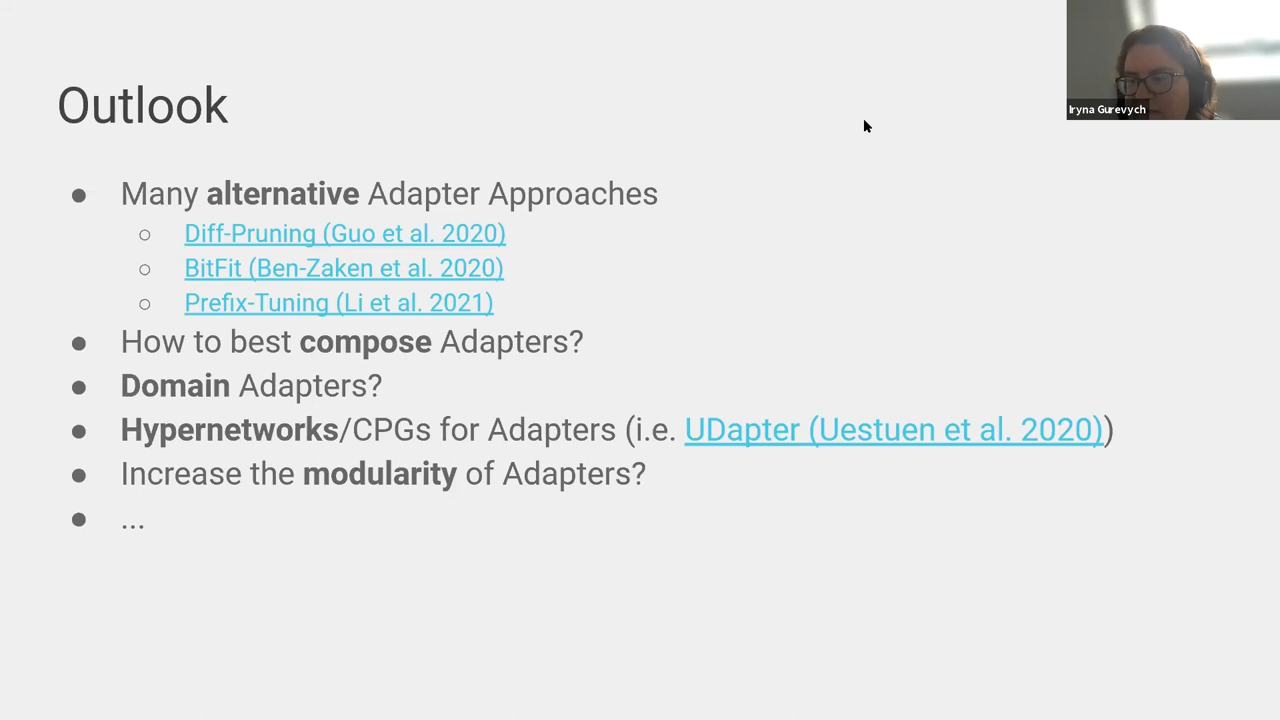 Iryna Gurevych
Outlook
● Many alternative Adapter Approaches
○ Diff-Pruning (Guo et al. 2020)
○ BitFit (Ben-Zaken et al. 2020)
○ Prefix-Tuning (Li et al. 2021)
● How to best compose Adapters?
● Domain Adapters?
● Hypernetworks/CPGs for Adapters (i.e. UDapter (Uestuen et al. 2020))
● Increase the modularity of Adapters?
● ...